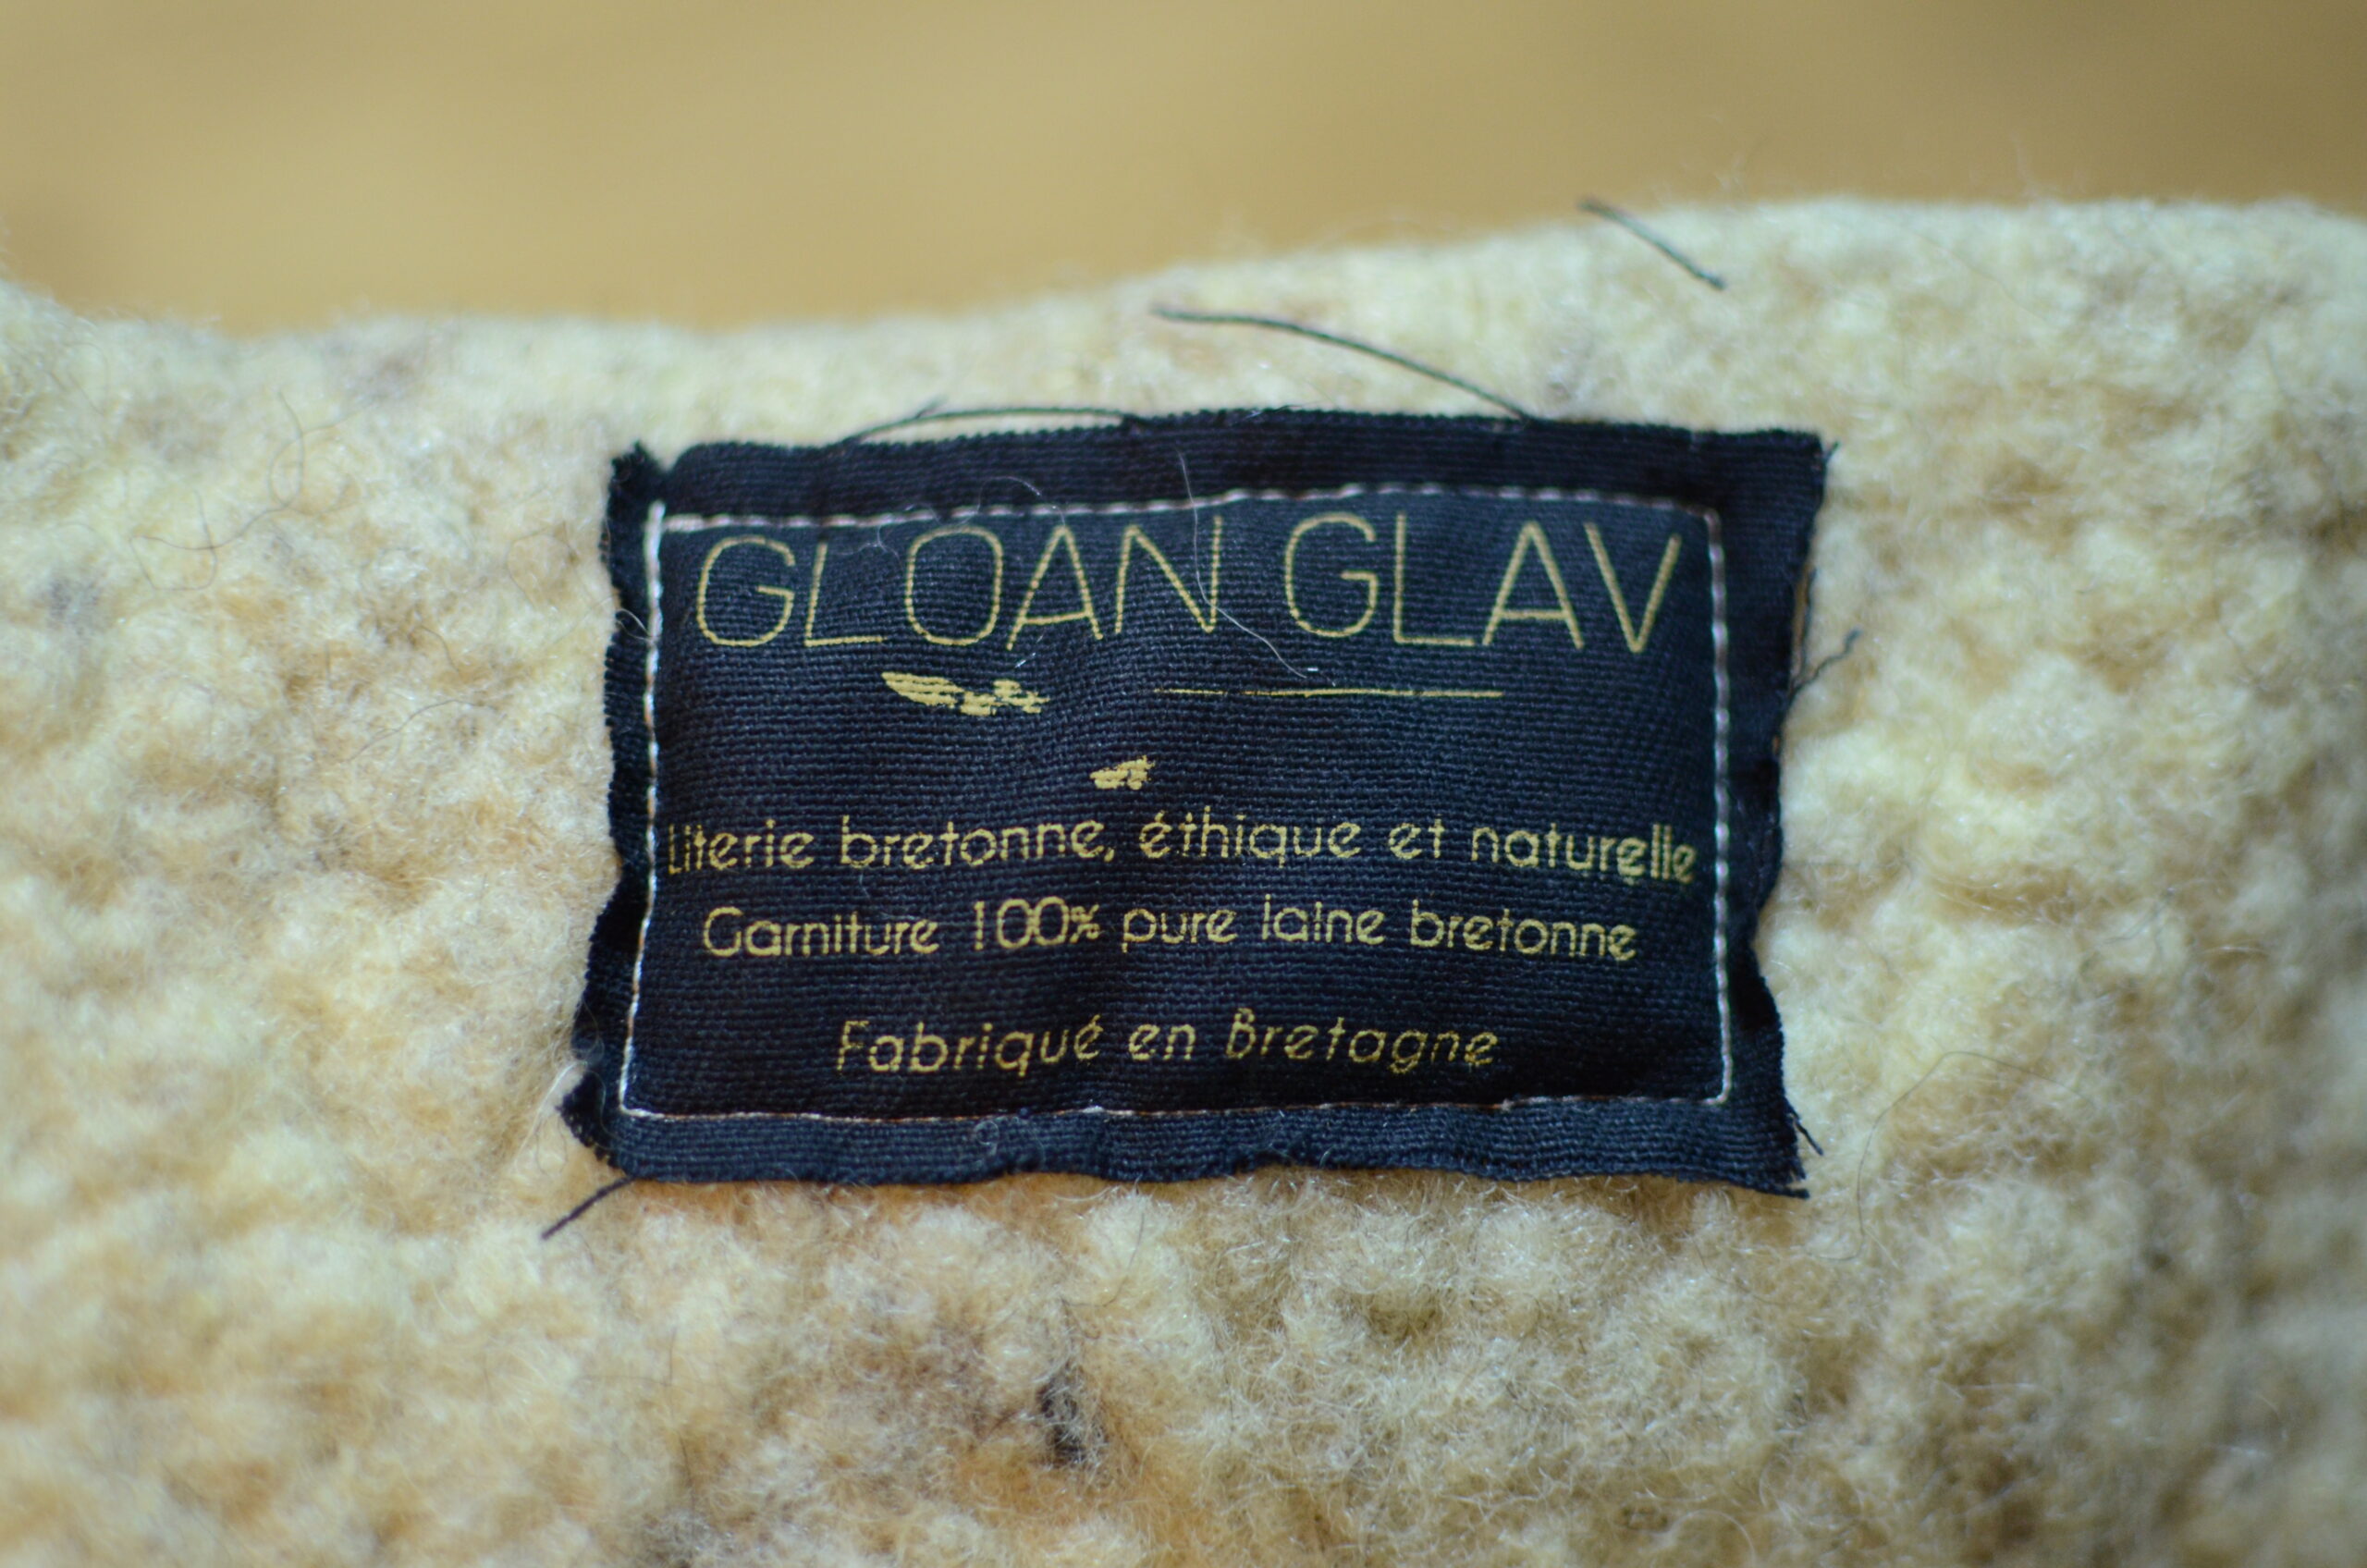 GLOAN GLAV
Literie bretonne, éthique et naturelle
Garniture 100% pure laine bretonne
Fabriqué en Bretagne